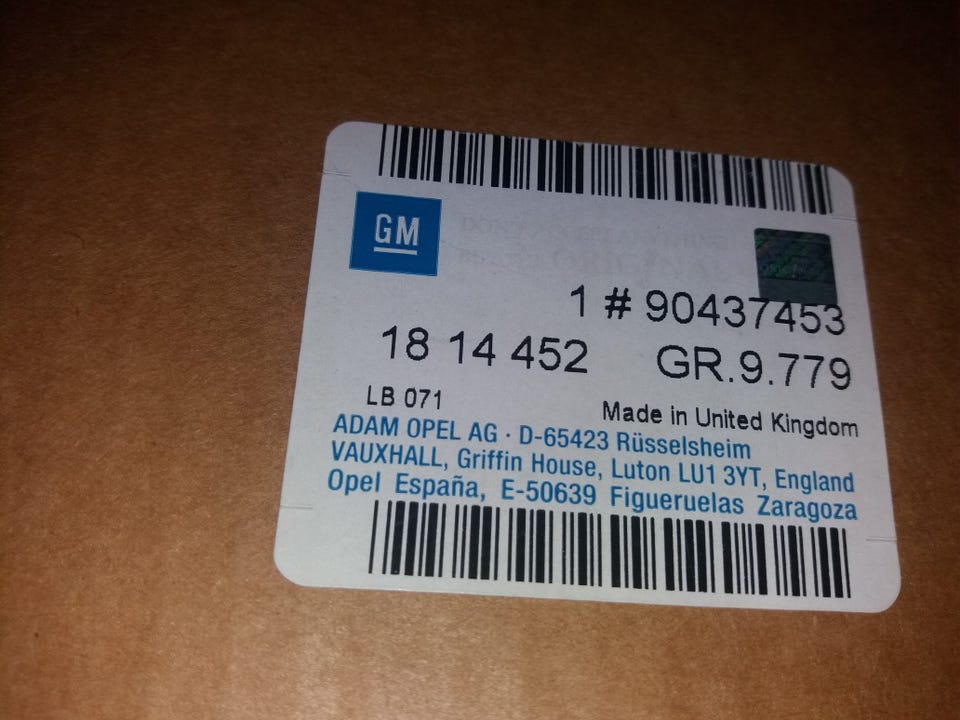 GM
1 # 90437453
18 14 452 GR.9.779
LB 071 Made in United Kingdom
ADAM OPEL AG · D-65423 Rüsselsheim
VAUXHALL, Griffin House, Luton LU1 3YT, England
Opel España, E-50639 Figueruelas Zaragoza